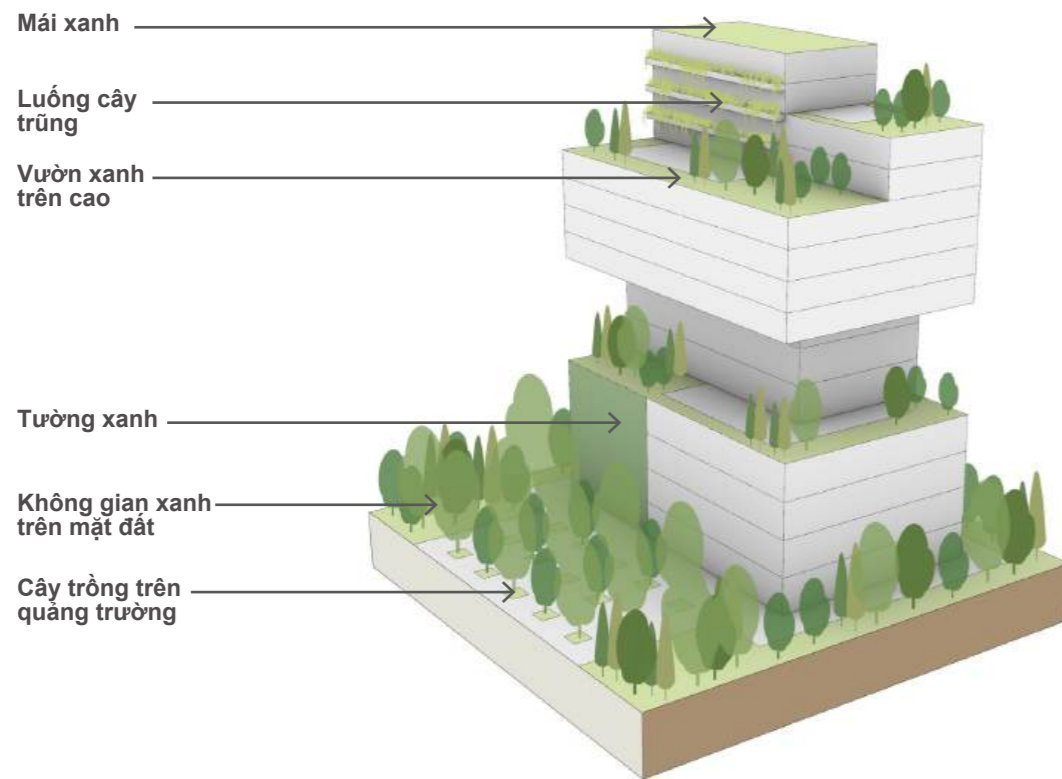 Mái xanh
Luống cây
trũng
Vườn xanh
trên cao
Tường xanh
Không gian xanh
trên mặt đất
Cây trồng trên
quảng trường